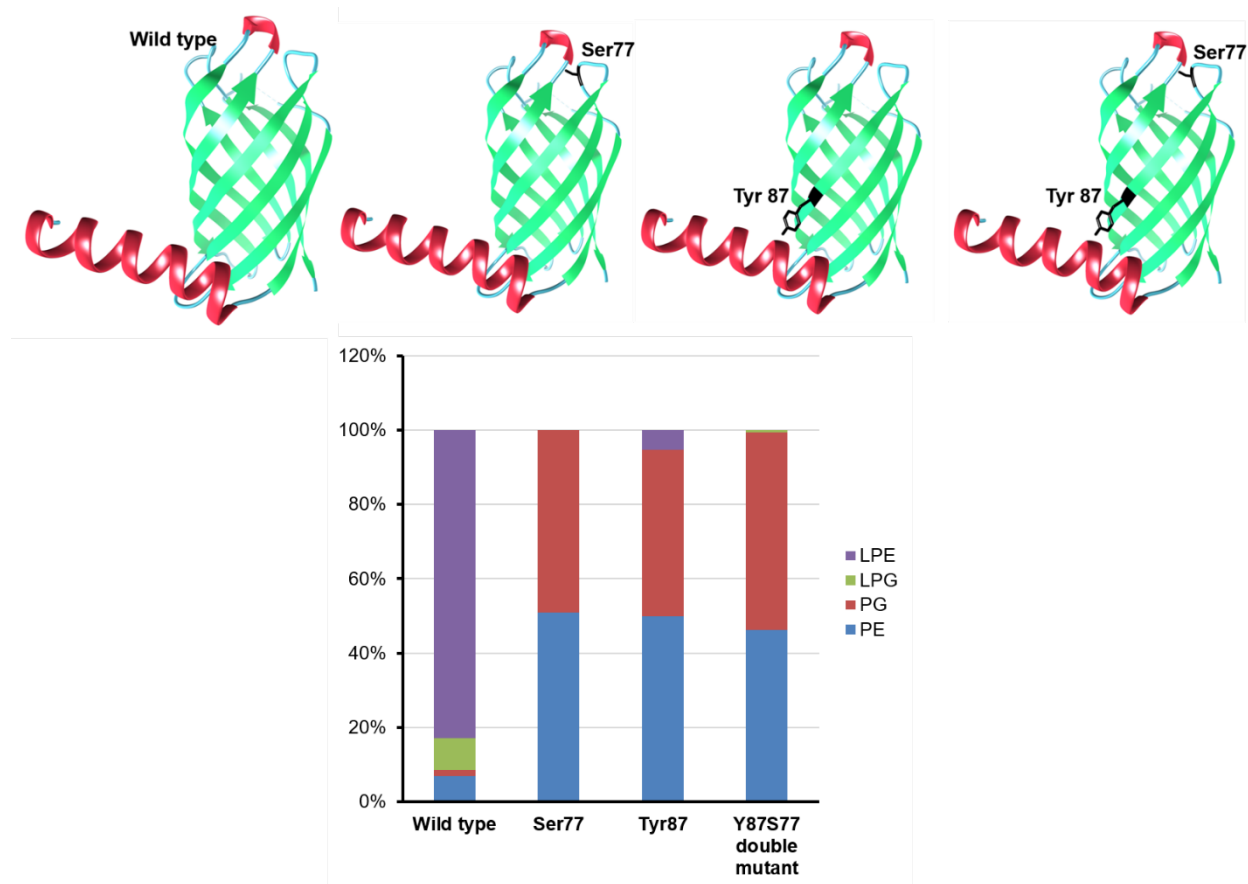 Wild type
Ser77
Tyr 87
Ser77
Tyr 87
120%
100%
80%
60%
40%
20%
0%
LPE
LPG
PG
PE
Wild type
Ser77
Tyr87
Y87S77
double
mutant